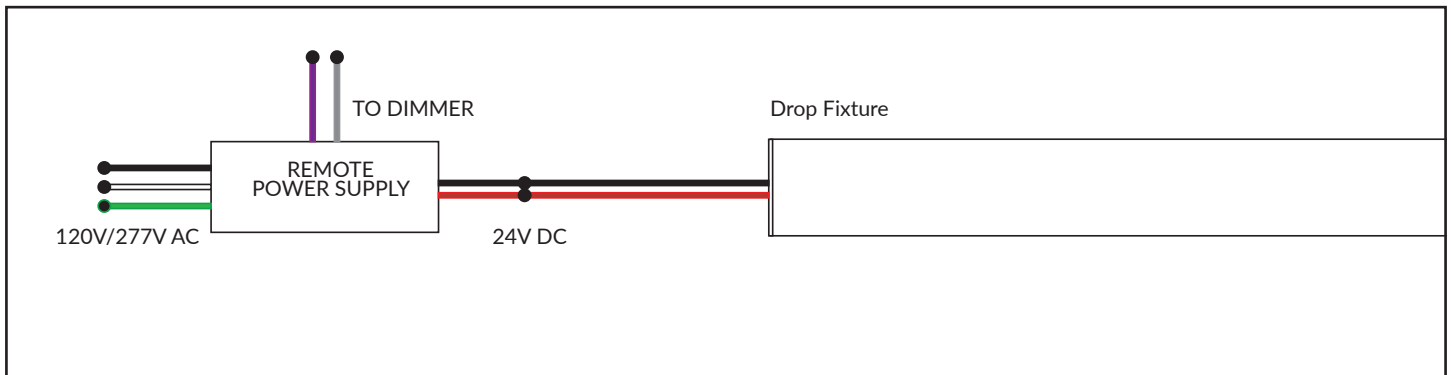 TO DIMMER
Drop Fixture
REMOTE
POWER SUPPLY
120V/277V AC
24V DC